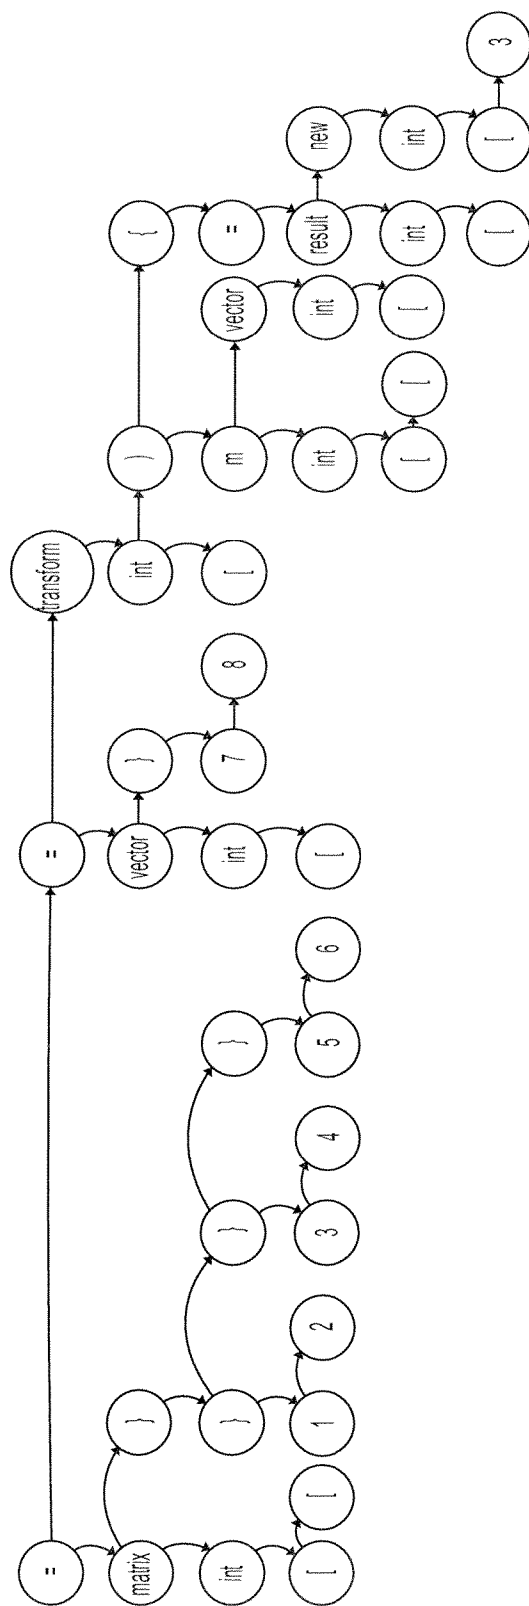 = = transform
matrix } vector } int ) {
int } } } int 7 8 [ m vector =
[ [ 1 2 3 4 5 6 [ int int result new
[ [ [ int int
[ [ 3